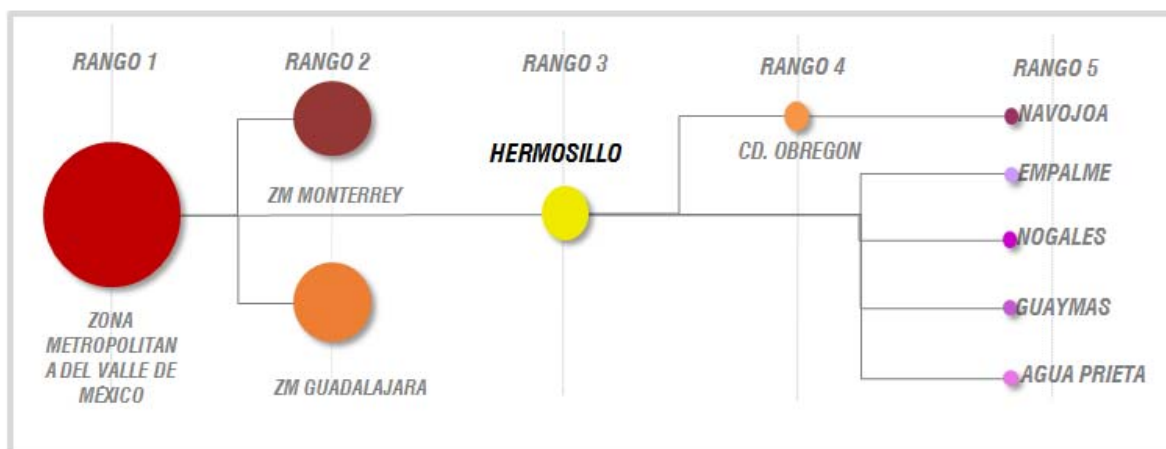 RANGO 1
RANGO 2
RANGO 3
RANGO 4
RANGO 5
NAVOJOA
HERMOSILLO
CD. OBREGON
EMPALME
ZM MONTERREY
NOGALES
GUAYMAS
ZONA
METROPOLITAN
A DEL VALLE DE
MÉXICO
ZM GUADALAJARA
AGUA PRIETA